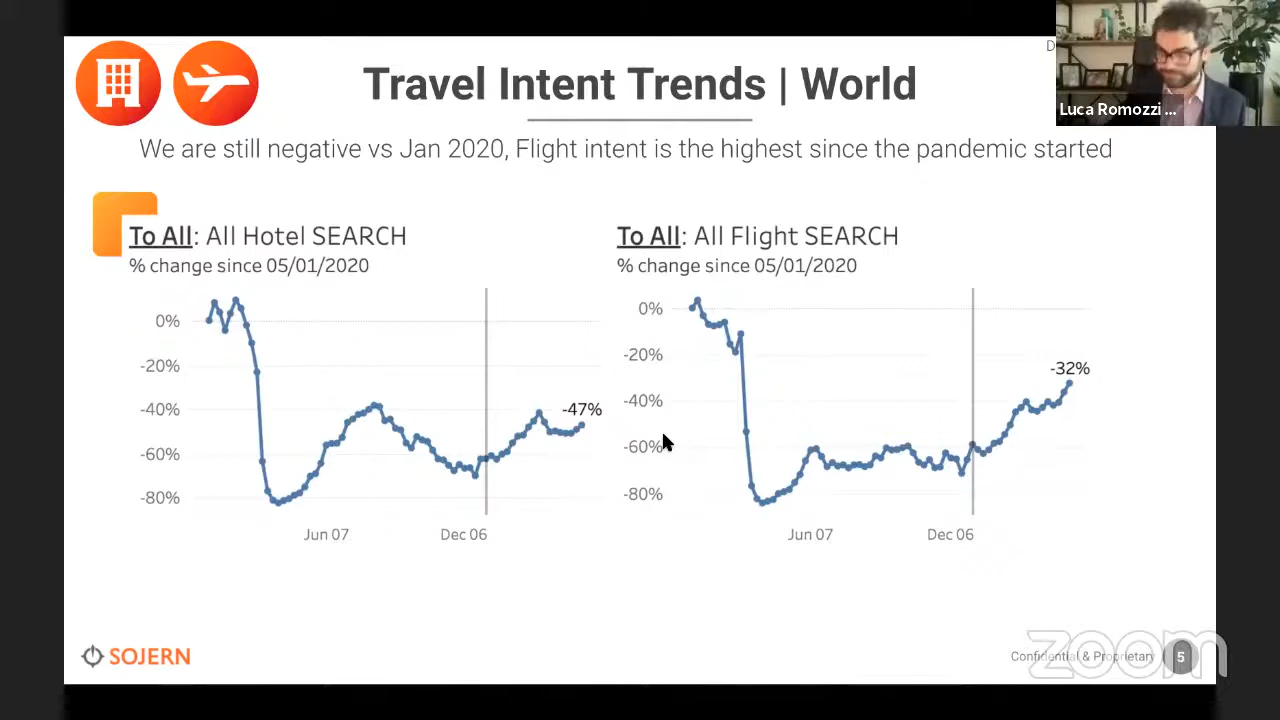 Travel Intent Trends | World
Luca Romozzi ...
We are still negative vs Jan 2020, Flight intent is the highest since the pandemic started
To All: All Hotel SEARCH
% change since 05/01/2020
0%
-20%
-40%
-60%
-80%
-47%
Jun 07
Dec 06
To All: All Flight SEARCH
% change since 05/01/2020
0%
-20%
-40%
-60%
-80%
-32%
Jun 07
Dec 06
SOJERN
Confidential & Proprietary
5
zoom